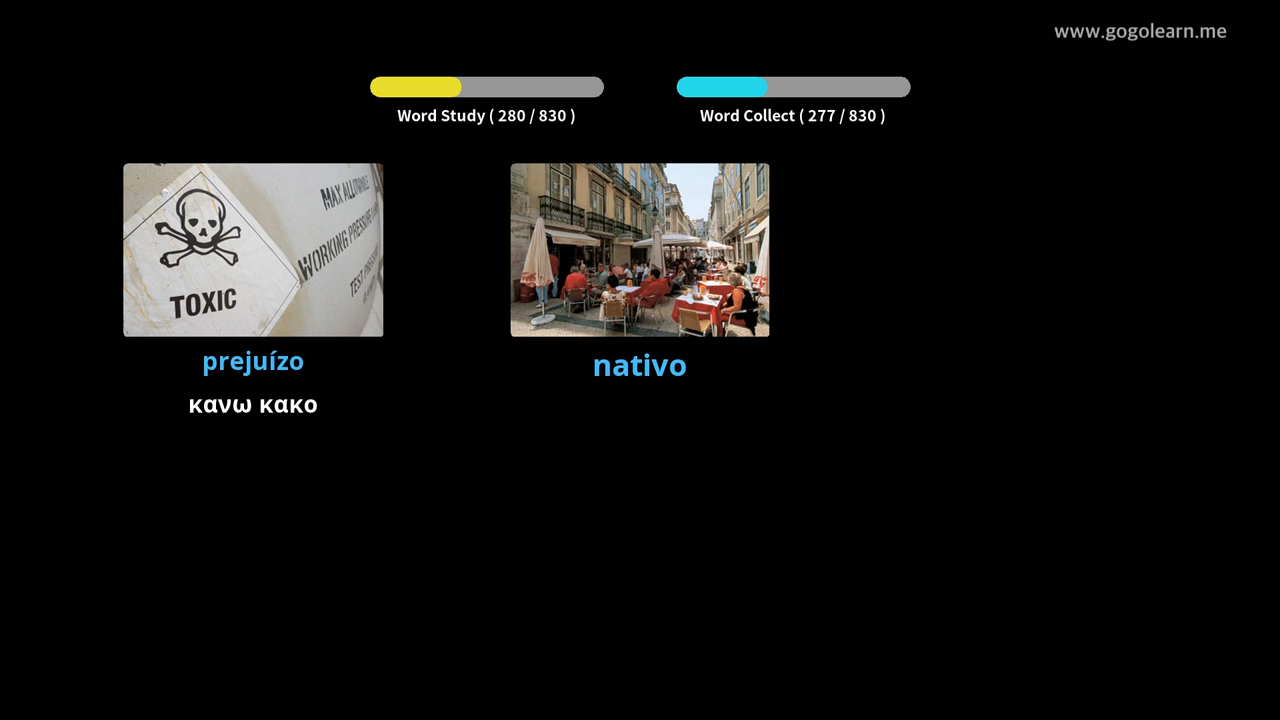 www.gogolearn.me
Word Study ( 280 / 830 )
Word Collect ( 277 / 830 )
MAX ALLOWABLE
WORKING PRESSURE
TOXIC
prejuízo
nativo
κανω κακο